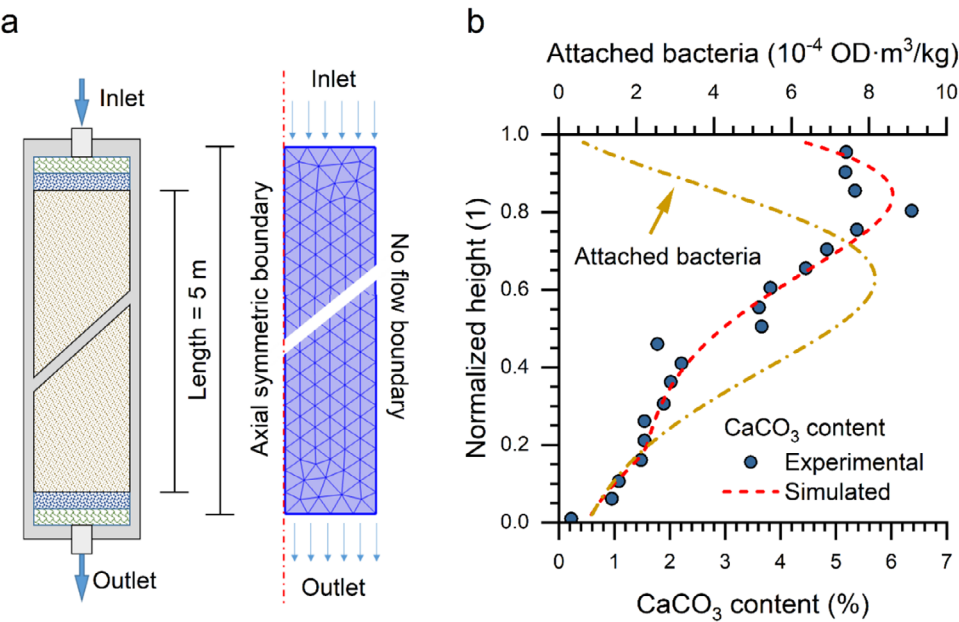 a
Inlet
Length = 5 m
Outlet
Inlet
Axial symmetric boundary
No flow boundary
Outlet
b
Attached bacteria (10⁻⁴ OD·m³/kg)
0 2 4 6 8 10
Normalized height (1)
1.0
0.8
0.6
0.4
0.2
0.0
Attached bacteria
CaCO₃ content
Experimental
Simulated
0 1 2 3 4 5 6 7
CaCO₃ content (%)